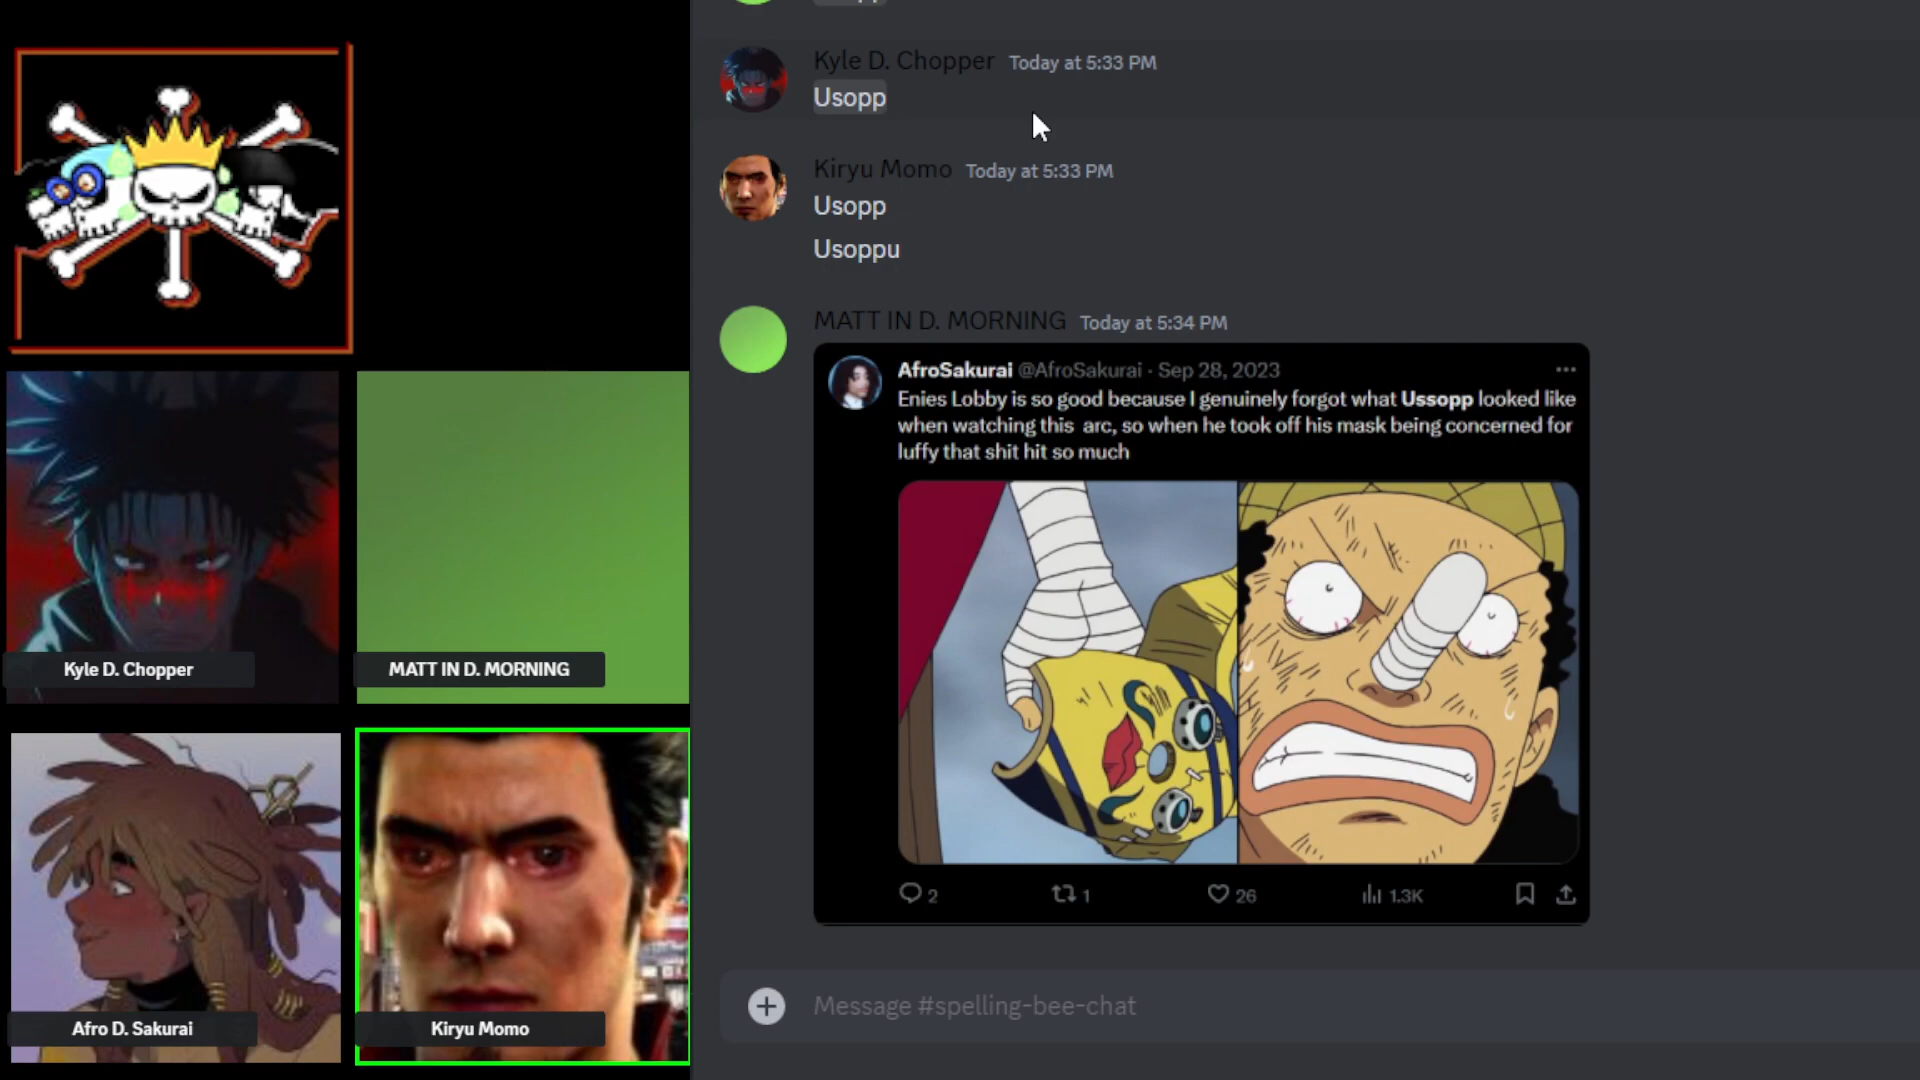 Kyle D. Chopper Today at 5:33 PM
Usopp
Kiryu Momo Today at 5:33 PM
Usopp
Usoppu
MATT IN D. MORNING Today at 5:34 PM
AfroSakurai @AfroSakurai · Sep 28, 2023
Enies Lobby is so good because I genuinely forgot what Ussopp looked like
when watching this arc, so when he took off his mask being concerned for
luffy that shit hit so much
2 1 26 1.3K
Message #spelling-bee-chat
Kyle D. Chopper
MATT IN D. MORNING
Afro D. Sakurai
Kiryu Momo